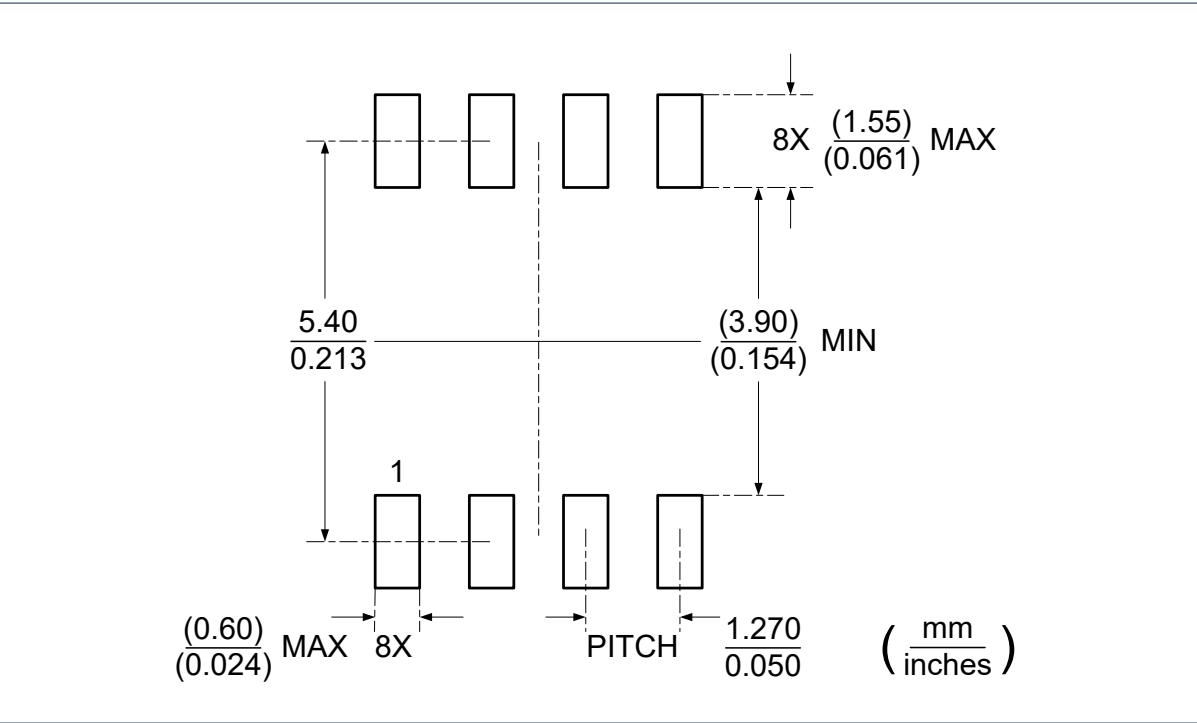 8X (1.55) MAX
(0.061)
5.40
0.213
(3.90) MIN
(0.154)
1
(0.60) MAX 8X
(0.024)
PITCH 1.270
0.050
( mm
inches )